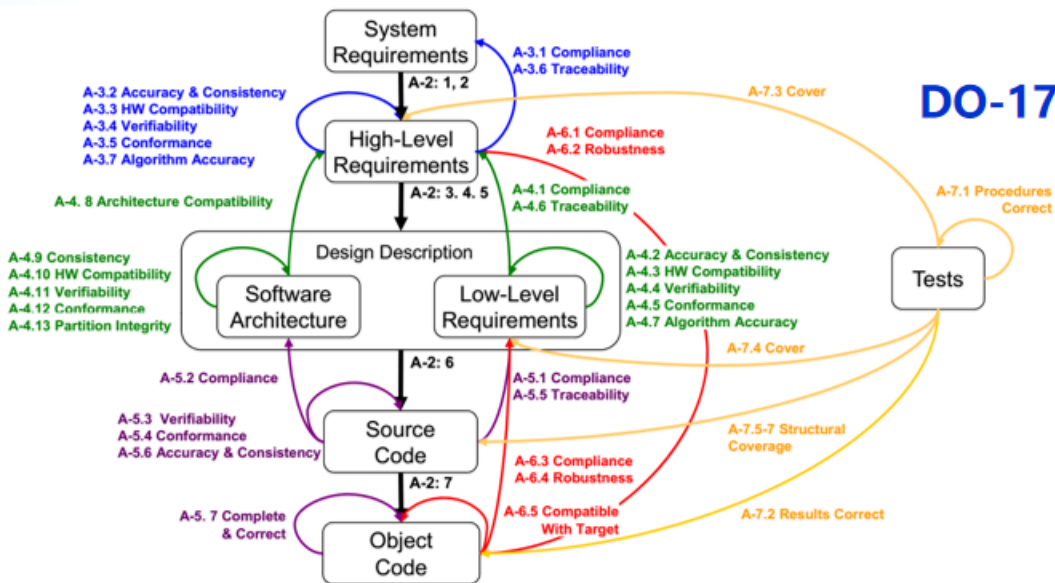 System
Requirements
A-2: 1, 2
A-3.1 Compliance
A-3.6 Traceability
A-3.2 Accuracy & Consistency
A-3.3 HW Compatibility
A-3.4 Verifiability
A-3.5 Conformance
A-3.7 Algorithm Accuracy
High-Level
Requirements
A-7.3 Cover
DO-17
A-6.1 Compliance
A-6.2 Robustness
A-2: 3. 4. 5
A-4. 8 Architecture Compatibility
A-4.1 Compliance
A-4.6 Traceability
A-7.1 Procedures
Correct
Design Description
A-4.9 Consistency
A-4.10 HW Compatibility
A-4.11 Verifiability
A-4.12 Conformance
A-4.13 Partition Integrity
Software
Architecture
Low-Level
Requirements
A-4.2 Accuracy & Consistency
A-4.3 HW Compatibility
A-4.4 Verifiability
A-4.5 Conformance
A-4.7 Algorithm Accuracy
Tests
A-7.4 Cover
A-2: 6
A-5.2 Compliance
A-5.1 Compliance
A-5.5 Traceability
A-5.3 Verifiability
A-5.4 Conformance
A-5.6 Accuracy & Consistency
Source
Code
A-7.5-7 Structural
Coverage
A-2: 7
A-6.3 Compliance
A-6.4 Robustness
A-5. 7 Complete
& Correct
A-6.5 Compatible
With Target
A-7.2 Results Correct
Object
Code